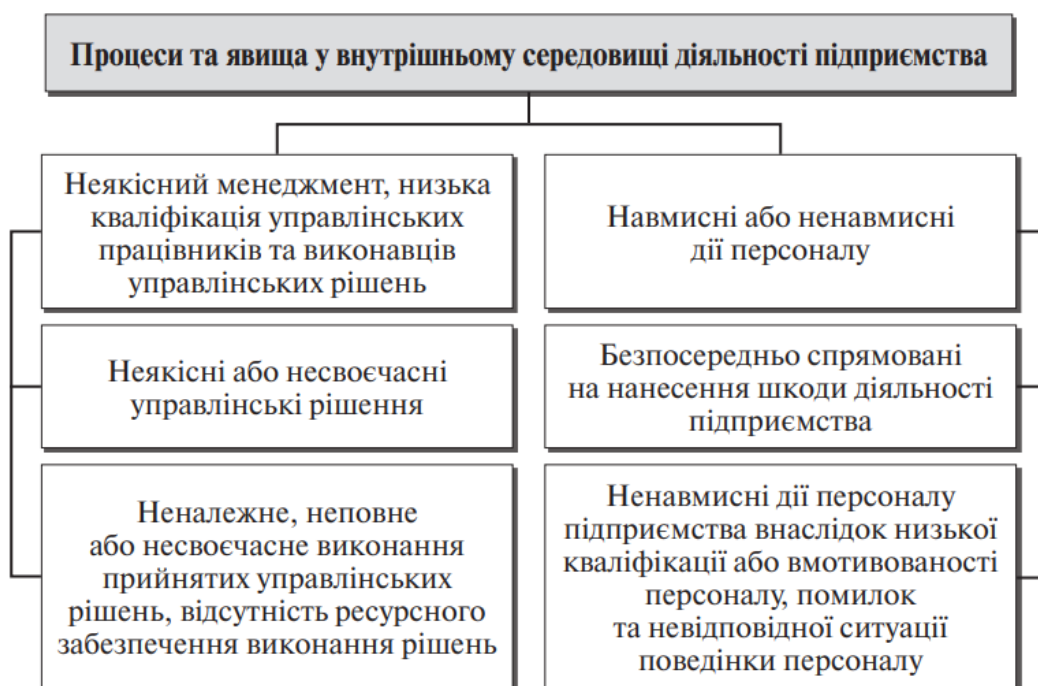 Процеси та явища у внутрішньому середовищі діяльності підприємства
Неякісний менеджмент, низька
кваліфікація управлінських
працівників та виконавців
управлінських рішень
Навмисні або ненавмисні
дії персоналу
Неякісні або несвоєчасні
управлінські рішення
Безпосередньо спрямовані
на нанесення шкоди діяльності
підприємства
Неналежне, неповне
або несвоєчасне виконання
прийнятих управлінських
рішень, відсутність ресурсного
забезпечення виконання рішень
Ненавмисні дії персоналу
підприємства внаслідок низької
кваліфікації або вмотивованості
персоналу, помилок
та невідповідної ситуації
поведінки персоналу